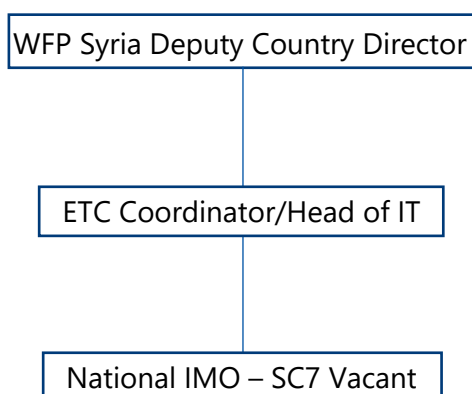 WFP Syria Deputy Country Director
ETC Coordinator/Head of IT
National IMO – SC7 Vacant